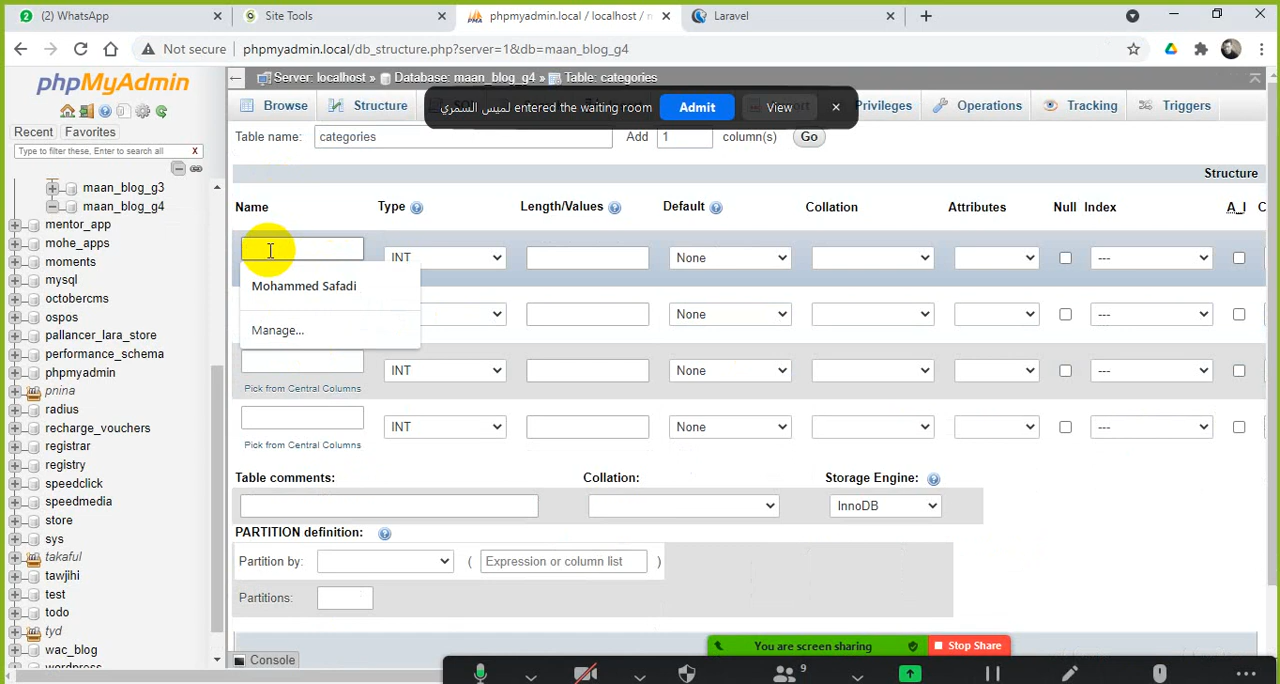 2 (2) WhatsApp
Site Tools
phpmyadmin.local / localhost /
Laravel
Not secure
phpmyadmin.local/db_structure.php?server=1&db=maan_blog_g4
phpMyAdmin
Recent
Favorites
Type to filter these, Enter to search all
X
maan_blog_g3
maan_blog_g4
mentor_app
mohe_apps
moments
mysql
octobercms
ospos
pallancer_lara_store
performance_schema
phpmyadmin
pnina
radius
recharge_vouchers
registrar
registry
speedclick
speedmedia
store
sys
takaful
tawjihi
test
todo
tyd
wac_blog
wordpress
Server: localhost » Database: maan_blog_g4 » Table: categories
Browse
Structure
Privileges
Operations
Tracking
Triggers
لميس السمري entered the waiting room
Admit
View
Table name:
categories
Add
1
column(s)
Go
Structure
Name
Type
Length/Values
Default
Collation
Attributes
Null
Index
A_I
INT
None
---
Mohammed Safadi
Manage...
None
---
INT
None
---
Pick from Central Columns
INT
None
---
Pick from Central Columns
Table comments:
Collation:
Storage Engine:
InnoDB
PARTITION definition:
Partition by:
(
Expression or column list
)
Partitions:
Console
You are screen sharing
Stop Share
9